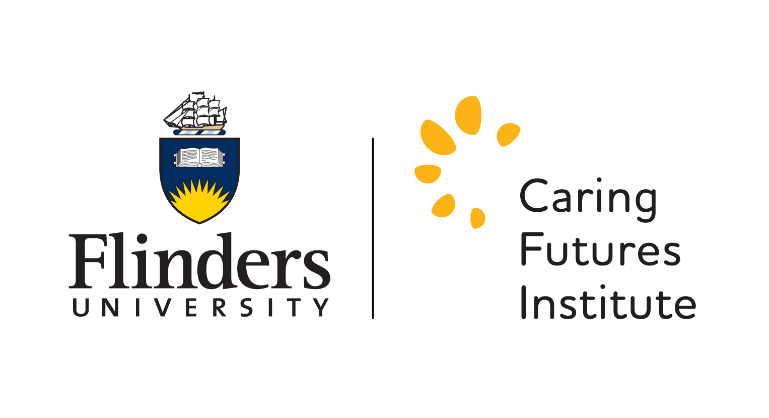 Flinders
UNIVERSITY
Caring
Futures
Institute